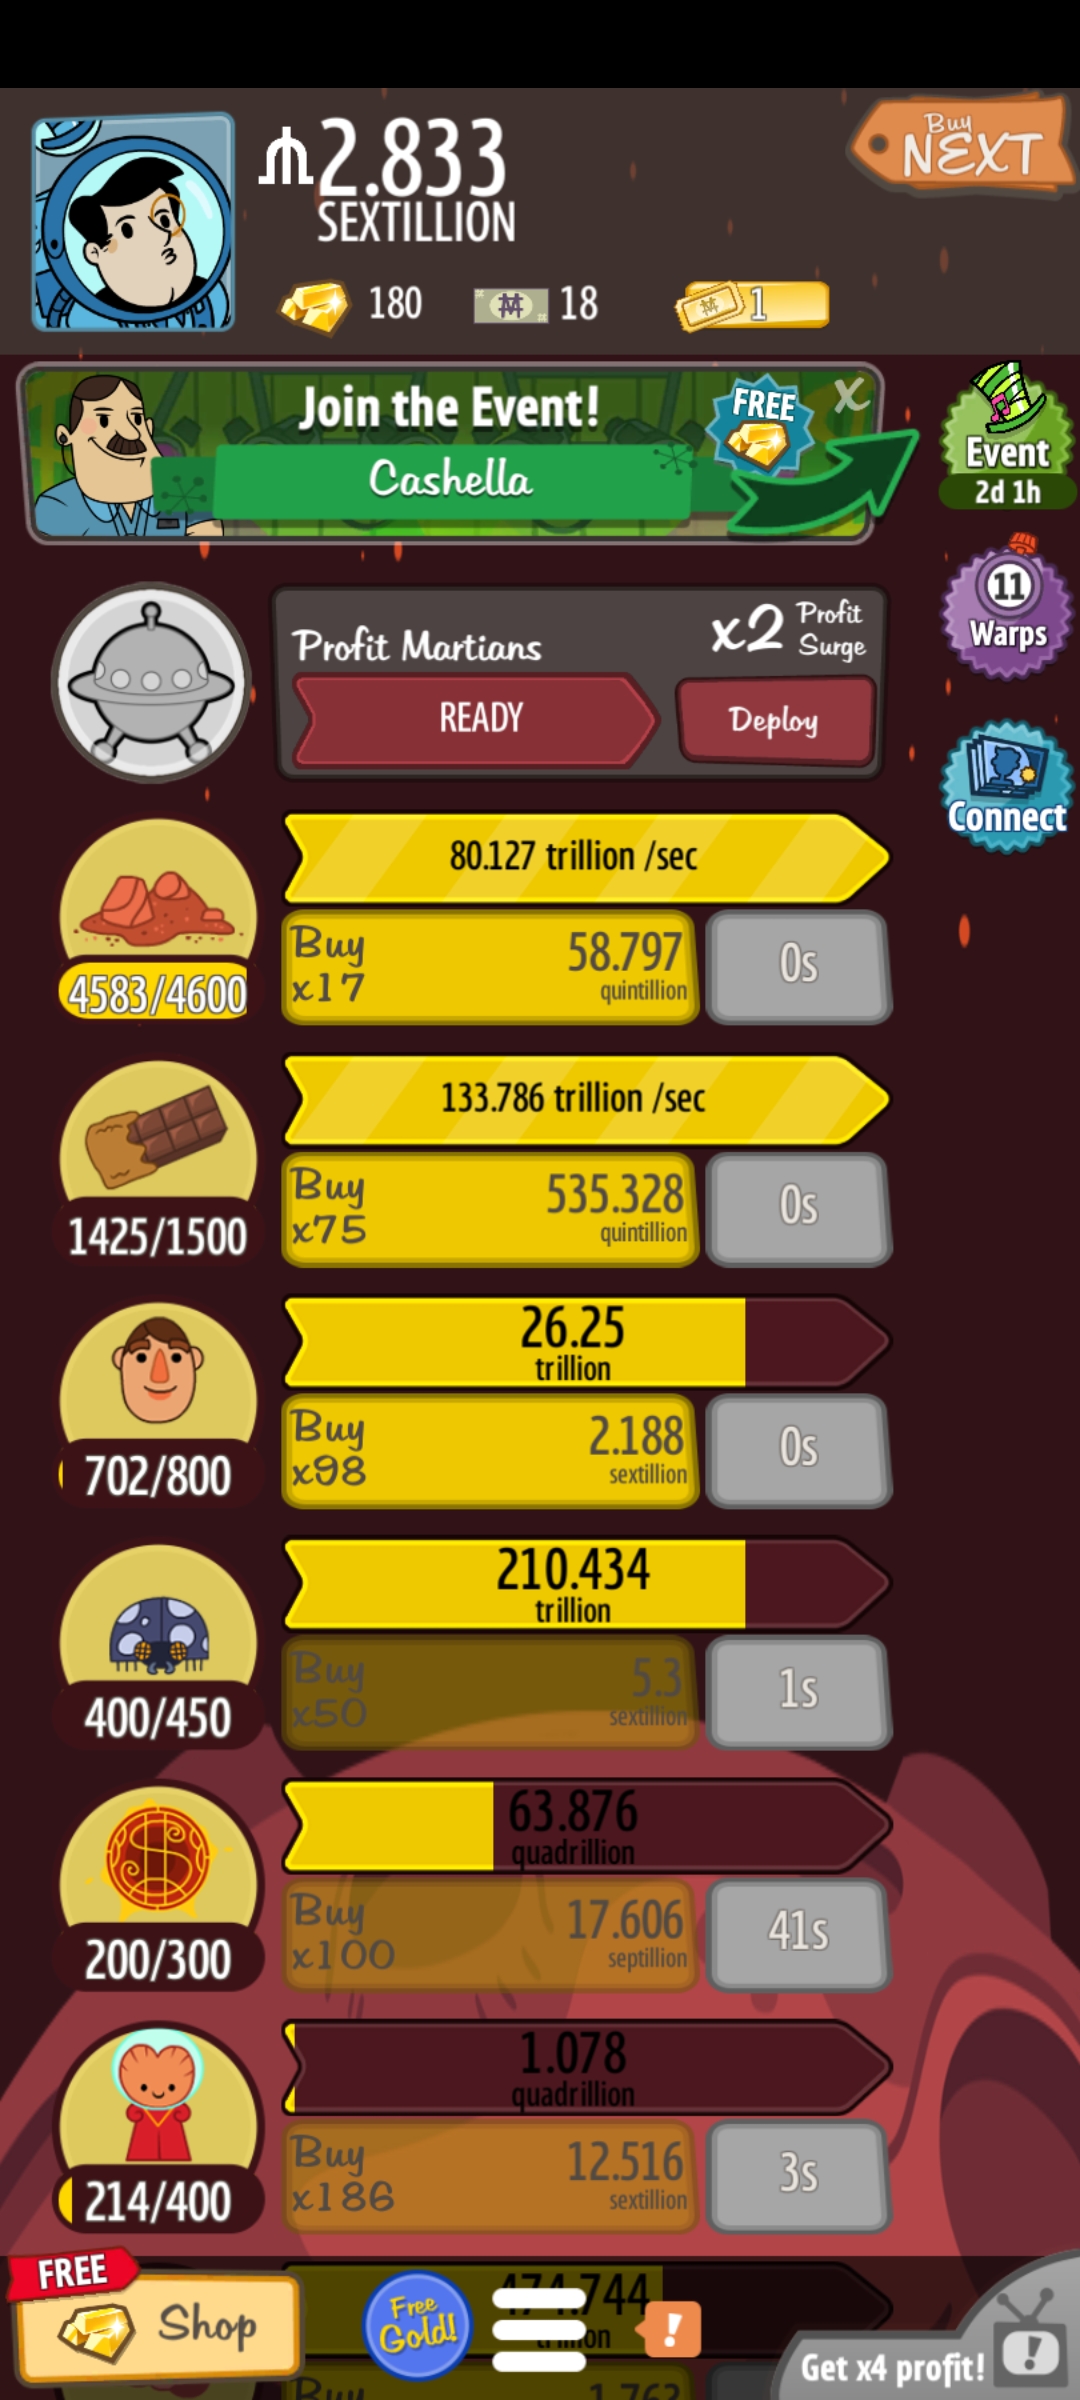 2.833
SEXTILLION
Buy
NEXT
180
18
1
Join the Event!
Cashella
FREE
X
Event
2d 1h
11
Warps
Connect
Profit Martians
x2 Profit
Surge
READY
Deploy
80.127 trillion /sec
4583/4600
Buy
x17
58.797
quintillion
0s
133.786 trillion /sec
1425/1500
Buy
x75
535.328
quintillion
0s
26.25
trillion
702/800
Buy
x98
2.188
sextillion
0s
210.434
trillion
400/450
Buy
x50
5.3
sextillion
1s
63.876
quadrillion
200/300
Buy
x100
17.606
septillion
41s
1.078
quadrillion
214/400
Buy
x186
12.516
sextillion
3s
FREE
Shop
Free
Gold!
!
Get x4 profit!
!
Buy
1.763